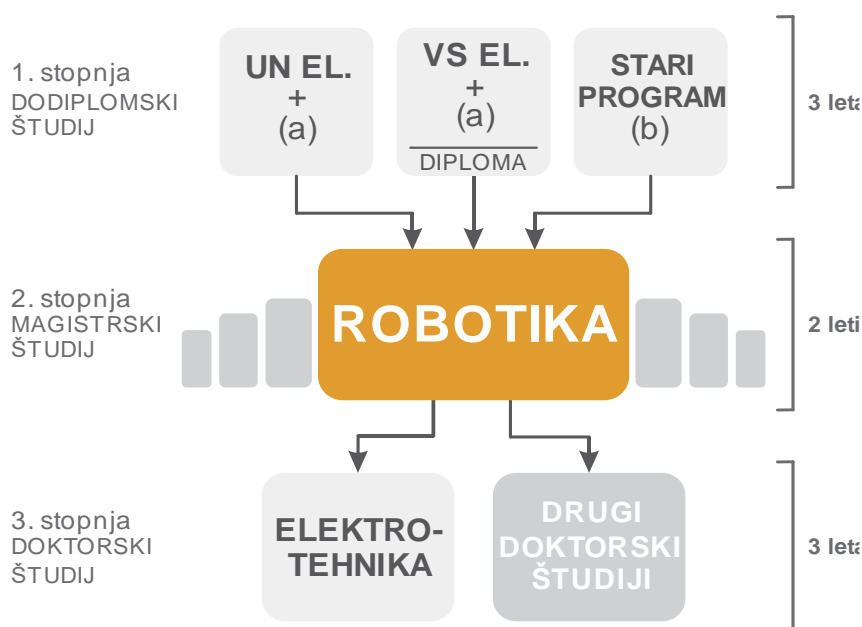 1. stopnja
DODIPLOMSKI
ŠTUDIJ
UN EL.
+
(a)
VS EL.
+
(a)
DIPLOMA
STARI
PROGRAM
(b)
3 leta
2. stopnja
MAGISTRSKI
ŠTUDIJ
ROBOTIKA
2 leti
3. stopnja
DOKTORSKI
ŠTUDIJ
ELEKTRO-
TEHNIKA
DRUGI
DOKTORSKI
ŠTUDIJI
3 leta